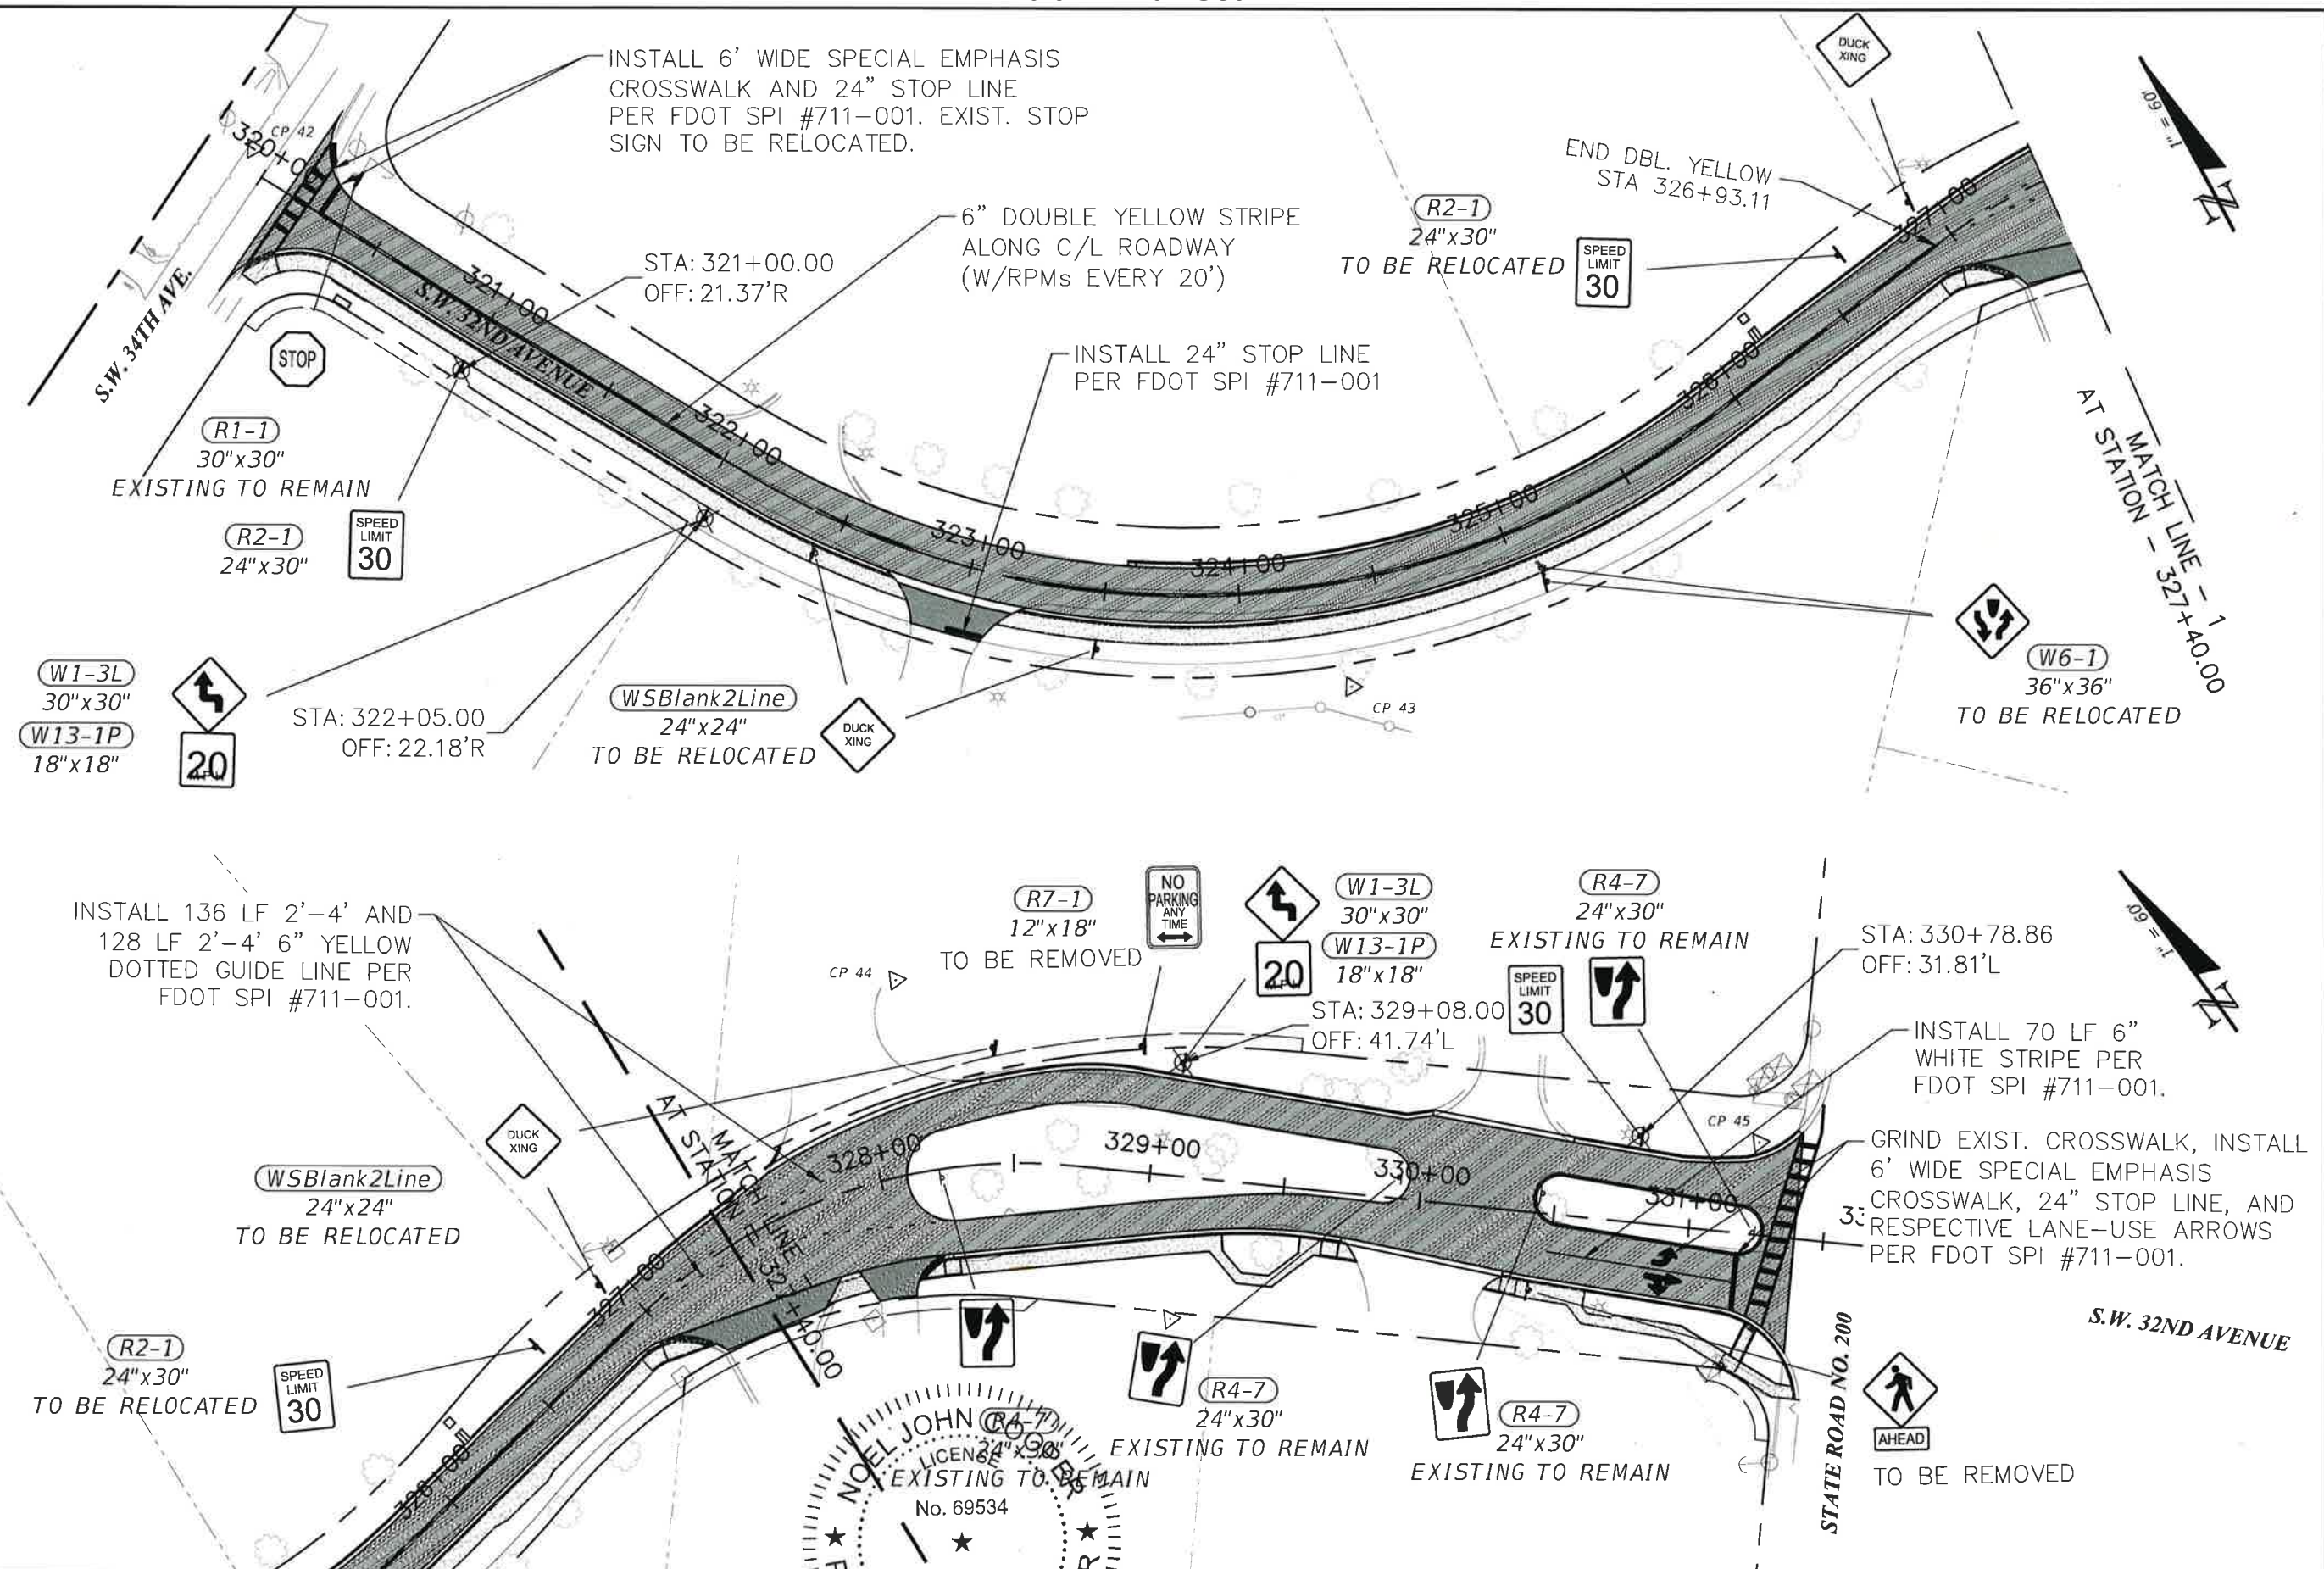 INSTALL 6' WIDE SPECIAL EMPHASIS
CROSSWALK AND 24" STOP LINE
PER FDOT SPI #711-001. EXIST. STOP
SIGN TO BE RELOCATED.
DUCK
XING
1" = 60'
N
END DBL. YELLOW
STA 326+93.11
CP 42
320+0
6" DOUBLE YELLOW STRIPE
ALONG C/L ROADWAY
(W/RPMs EVERY 20')
R2-1
24"x30"
TO BE RELOCATED
SPEED
LIMIT
30
327+00
STA: 321+00.00
OFF: 21.37'R
321+00
S.W. 32ND AVENUE
S.W. 34TH AVE.
STOP
INSTALL 24" STOP LINE
PER FDOT SPI #711-001
326+00
R1-1
30"x30"
EXISTING TO REMAIN
322+00
R2-1
24"x30"
SPEED
LIMIT
30
323+00
324+00
325+00
MATCH LINE - 1
AT STATION - 327+40.00
W1-3L
30"x30"
W13-1P
18"x18"
20
M.P.H.
STA: 322+05.00
OFF: 22.18'R
WSBlank2Line
24"x24"
TO BE RELOCATED
DUCK
XING
CP 43
W6-1
36"x36"
TO BE RELOCATED
INSTALL 136 LF 2'-4' AND
128 LF 2'-4' 6" YELLOW
DOTTED GUIDE LINE PER
FDOT SPI #711-001.
R7-1
12"x18"
TO BE REMOVED
NO
PARKING
ANY
TIME
W1-3L
30"x30"
W13-1P
18"x18"
20
M.P.H.
R4-7
24"x30"
EXISTING TO REMAIN
SPEED
LIMIT
30
STA: 330+78.86
OFF: 31.81'L
1" = 60'
N
CP 44
STA: 329+08.00
OFF: 41.74'L
INSTALL 70 LF 6"
WHITE STRIPE PER
FDOT SPI #711-001.
CP 45
GRIND EXIST. CROSSWALK, INSTALL
6' WIDE SPECIAL EMPHASIS
CROSSWALK, 24" STOP LINE, AND
RESPECTIVE LANE-USE ARROWS
PER FDOT SPI #711-001.
DUCK
XING
WSBlank2Line
24"x24"
TO BE RELOCATED
MATCH LINE - 1
AT STATION - 327+40.00
328+00
329+00
330+00
331+00
33
327+00
S.W. 32ND AVENUE
STATE ROAD NO. 200
R2-1
24"x30"
TO BE RELOCATED
SPEED
LIMIT
30
326+00
R4-7
24"x30"
EXISTING TO REMAIN
R4-7
24"x30"
EXISTING TO REMAIN
R4-7
24"x30"
EXISTING TO REMAIN
AHEAD
TO BE REMOVED
NOEL JOHN COOPER
LICENSE
No. 69534